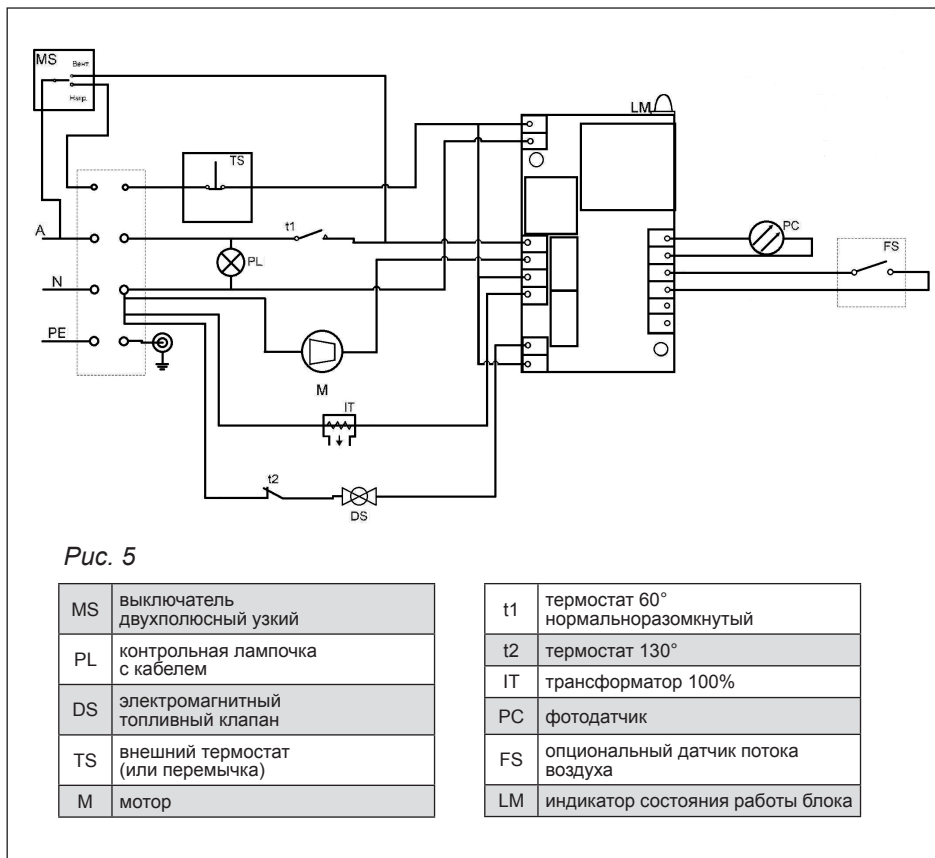 MS
Вент
Нагр.
TS
LM
A
t1
PL
PC
FS
N
PE
M
IT
t2
DS
Рис. 5
MS
выключатель
двухполюсный узкий
PL
контрольная лампочка
с кабелем
DS
электромагнитный
топливный клапан
TS
внешний термостат
(или перемычка)
M
мотор
t1
термостат 60°
нормальноразомкнутый
t2
термостат 130°
IT
трансформатор 100%
PC
фотодатчик
FS
опциональный датчик потока
воздуха
LM
индикатор состояния работы блока